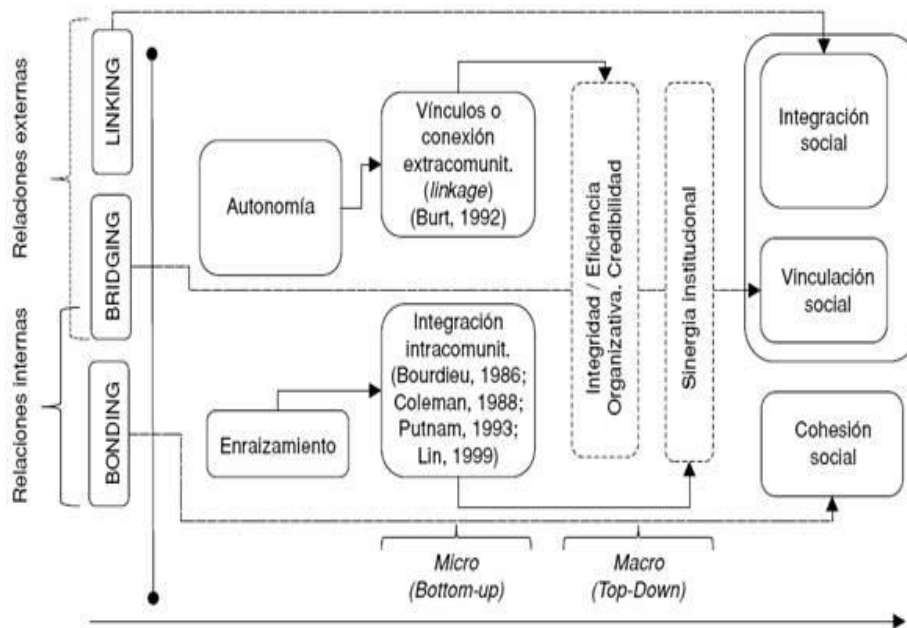 Relaciones externas
Relaciones internas
LINKING
BRIDGING
BONDING
Autonomía
Enraizamiento
Vínculos o
conexión
extracomunit.
(linkage)
(Burt, 1992)
Integración
intracomunit.
(Bourdieu, 1986;
Coleman, 1988;
Putnam, 1993;
Lin, 1999)
Integridad / Eficiencia
Organizativa. Credibilidad
Sinergia institucional
Integración
social
Vinculación
social
Cohesión
social
Micro
(Bottom-up)
Macro
(Top-Down)